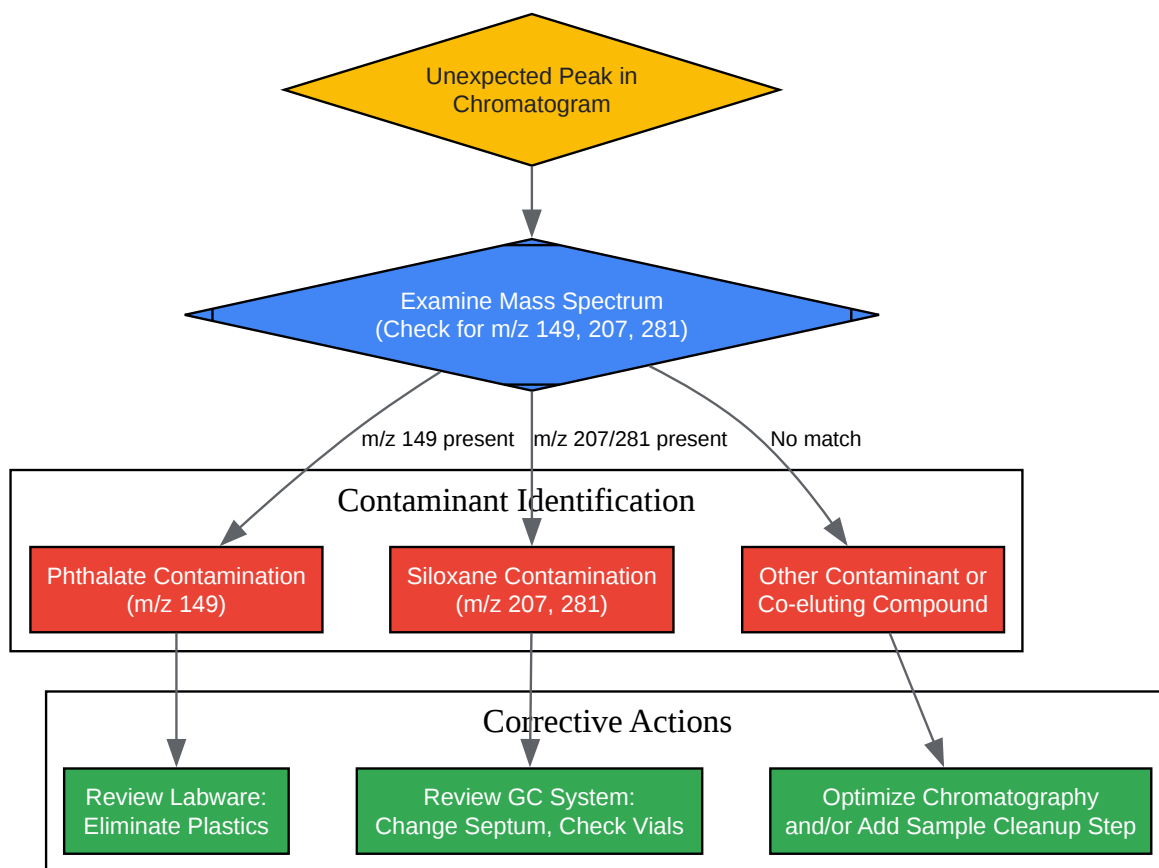 Unexpected Peak in
Chromatogram
Examine Mass Spectrum
(Check for m/z 149, 207, 281)
m/z 149 present
m/z 207/281 present
No match
Contaminant Identification
Phthalate Contamination
(m/z 149)
Siloxane Contamination
(m/z 207, 281)
Other Contaminant or
Co-eluting Compound
Corrective Actions
Review Labware:
Eliminate Plastics
Review GC System:
Change Septum, Check Vials
Optimize Chromatography
and/or Add Sample Cleanup Step